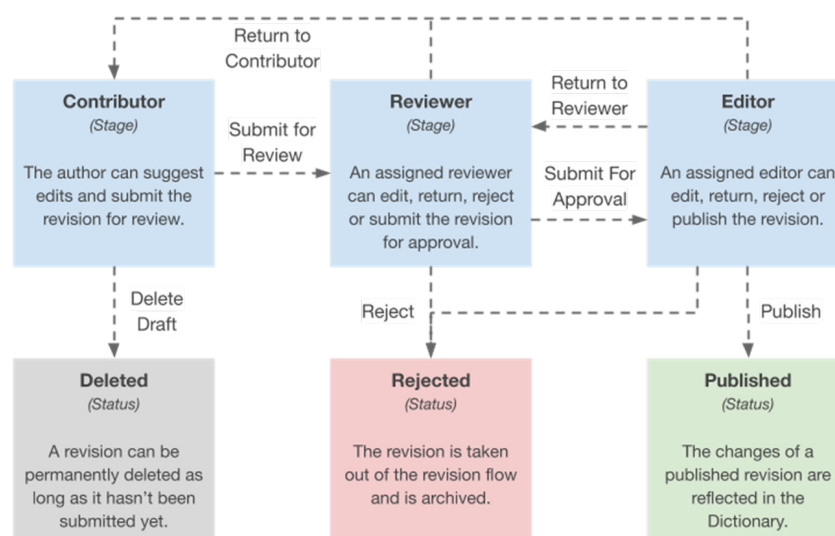 Return to
Contributor
Contributor
(Stage)
The author can suggest
edits and submit the
revision for review.
Submit for
Review
Reviewer
(Stage)
An assigned reviewer
can edit, return, reject
or submit the revision
for approval.
Return to
Reviewer
Submit For
Approval
Editor
(Stage)
An assigned editor can
edit, return, reject or
publish the revision.
Delete
Draft
Reject
Publish
Deleted
(Status)
A revision can be
permanently deleted as
long as it hasn't been
submitted yet.
Rejected
(Status)
The revision is taken
out of the revision flow
and is archived.
Published
(Status)
The changes of a
published revision are
reflected in the
Dictionary.